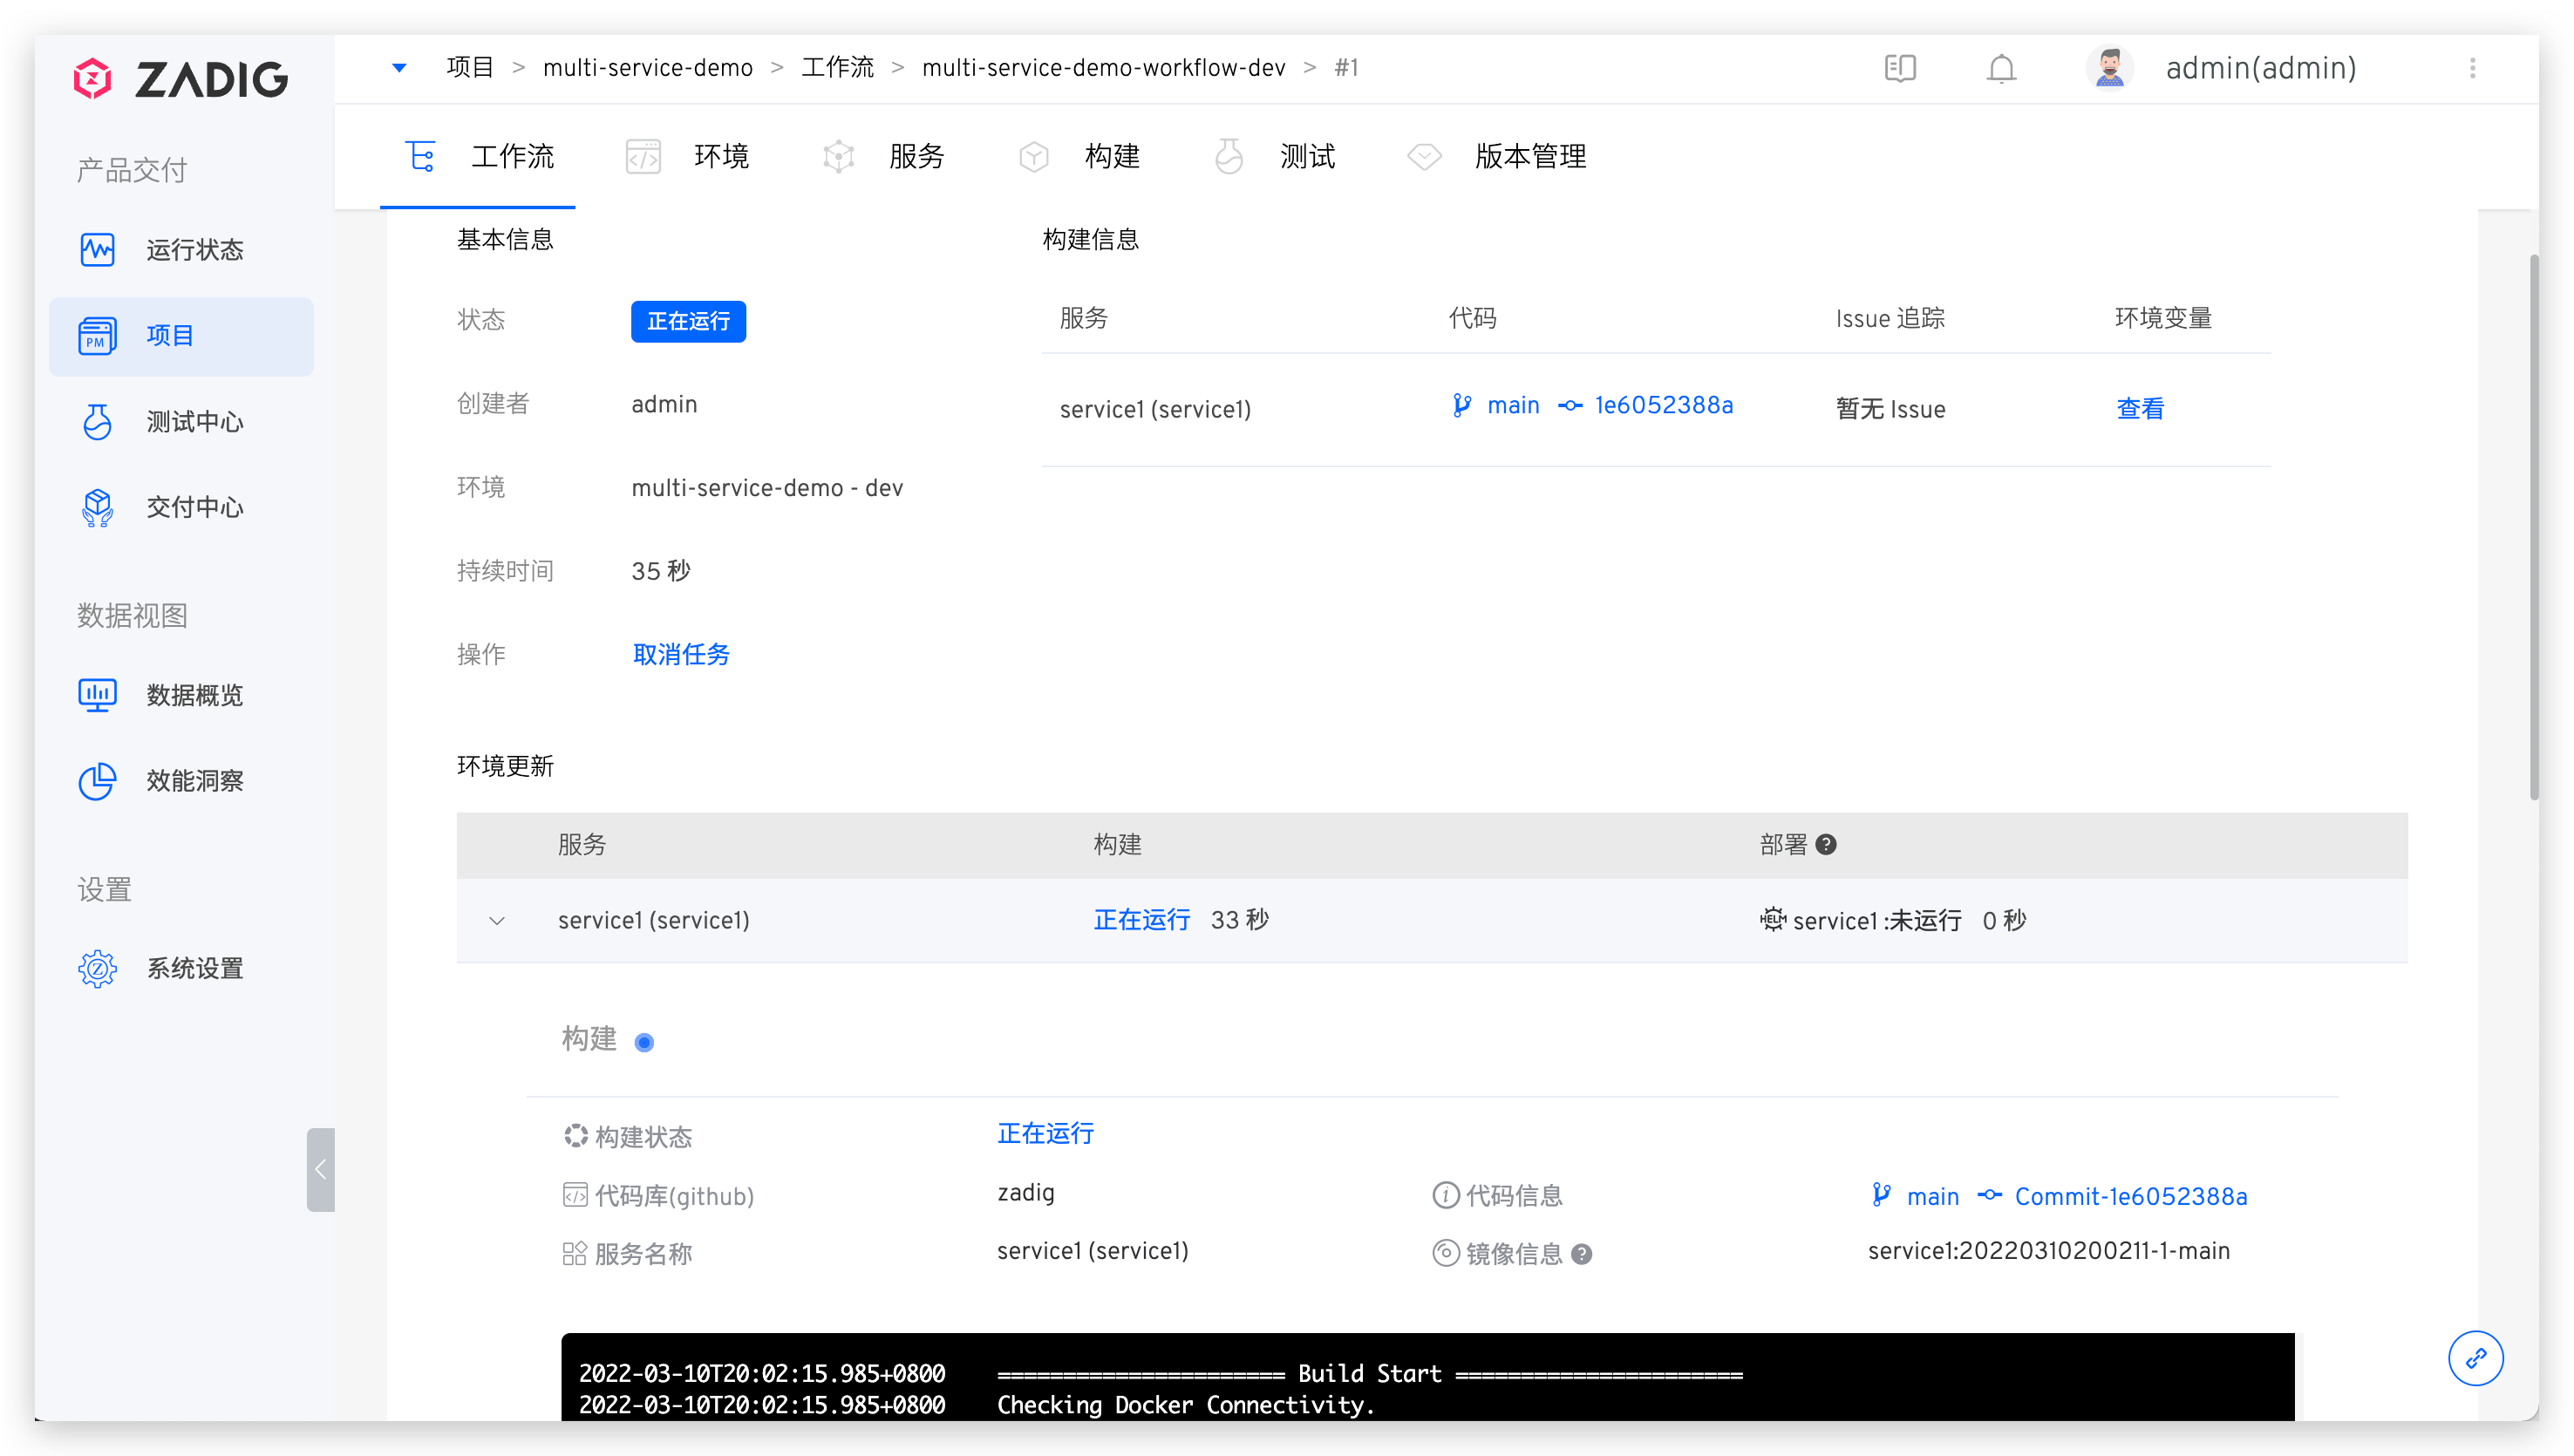 ZADIG
项目 > multi-service-demo > 工作流 > multi-service-demo-workflow-dev > #1
admin(admin)
产品交付
运行状态
PM
项目
测试中心
交付中心
数据视图
数据概览
效能洞察
设置
Z
系统设置
工作流
环境
服务
构建
测试
版本管理
基本信息
状态 正在运行
创建者 admin
环境 multi-service-demo - dev
持续时间 35 秒
操作 取消任务
构建信息
服务 代码 Issue 追踪 环境变量
service1 (service1) main 1e6052388a 暂无 Issue 查看
环境更新
服务 构建 部署 ?
service1 (service1) 正在运行 33 秒 HELM service1 :未运行 0 秒
构建
构建状态 正在运行
代码库(github) zadig 代码信息 main Commit-1e6052388a
服务名称 service1 (service1) 镜像信息 ? service1:20220310200211-1-main
2022-03-10T20:02:15.985+0800 ====================== Build Start ======================
2022-03-10T20:02:15.985+0800 Checking Docker Connectivity.